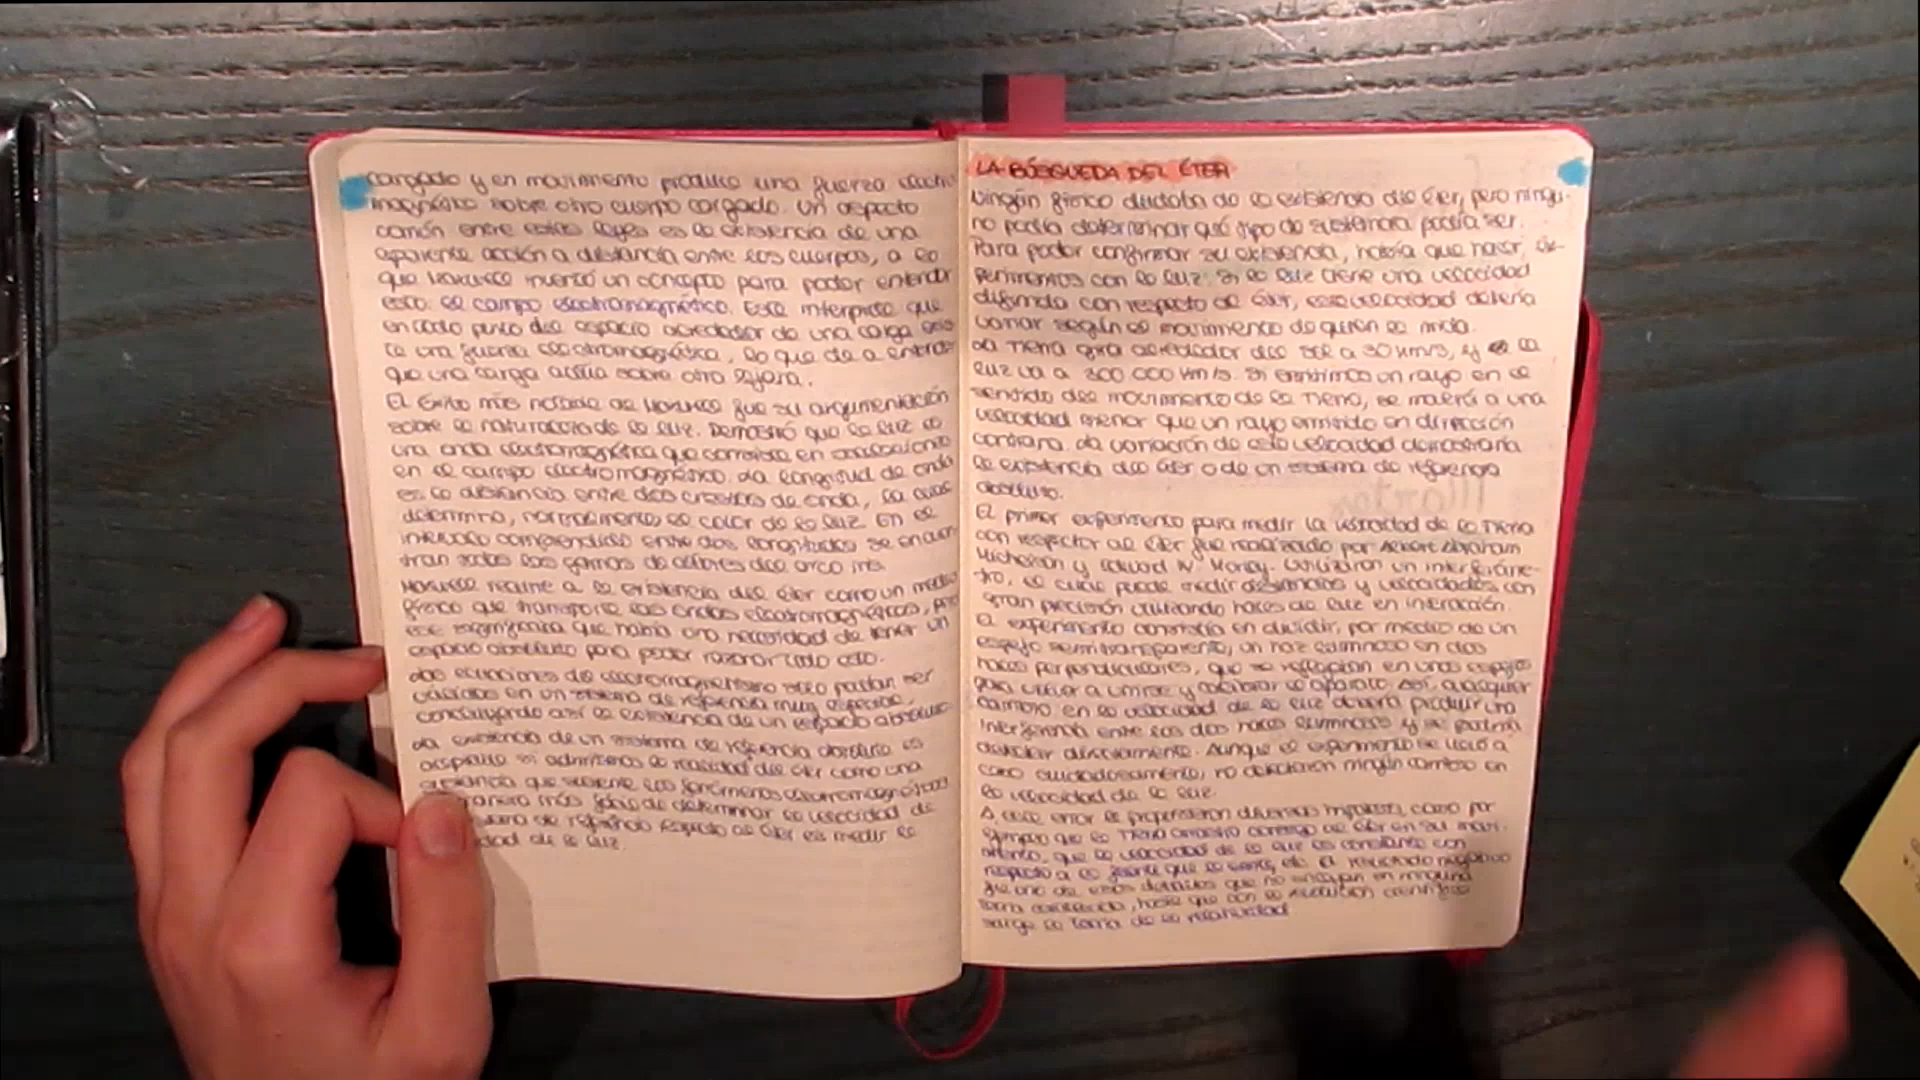 cargado y en movimiento produce una fuerza electro
magnético sobre otro cuerpo cargado. Un aspecto
común entre estas leyes es la existencia de una
aparente acción a distancia entre los cuerpos, a lo
que Maxwell inventó un concepto para poder entender
esto: el campo electromagnético. Este interpreta que
en cada punto del espacio alrededor de una carga
te una fuerza electromagnética, lo que da a entender
que una carga actúa sobre otra lejana.
El éxito más notable de Maxwell fue su argumentación
sobre la naturaleza de la luz. Demostró que la luz es
una onda electromagnética que consiste en oscilaciones
en el campo electromagnético. La longitud de onda
es la distancia entre dos crestas de onda, la cual
determina, normalmente, el color de la luz. En el
intervalo comprendido entre dos longitudes se encuen
tran todas las gamas de colores del arco iris.
Maxwell recurre a la existencia del éter como un medio
físico que transporte las ondas electromagnéticas, pero
ese significaría que había una necesidad de tener un
espacio absoluto para poder razonar todo esto.
Las ecuaciones de electromagnetismo solo podían ser
válidas en un sistema de referencia muy especial,
concluyendo así la existencia de un espacio absoluto.
La existencia de un sistema de referencia absoluto es
aceptable si admitimos la realidad del éter como una
sustancia que sustente los fenómenos electromagnéticos
manera más fácil de determinar la velocidad de
de referencia respecto al éter es medir la
idad de la luz.
LA BÚSQUEDA DEL ÉTER
Ningún físico dudaba de la existencia del éter, pero ningu-
no podía determinar qué tipo de sustancia podía ser.
Para poder confirmar su existencia, había que hacer ex-
perimentos con la luz. Si la luz tiene una velocidad
definida con respecto al éter, esa velocidad debería
variar según el movimiento de quien lo mida.
La Tierra gira alrededor del Sol a 30 km/s, y la
luz va a 300 000 km/s. Si emitimos un rayo en el
sentido del movimiento de la Tierra, se moverá a una
velocidad menor que un rayo emitido en dirección
contraria. La variación de esta velocidad demostraría
la existencia del éter o de un sistema de referencia
absoluto.
El primer experimento para medir la velocidad de la Tierra
con respecto al éter fue realizado por Albert Abraham
Michelson y Edward W. Morley. Utilizaron un interferóme-
tro, el cual puede medir distancias y velocidades con
gran precisión utilizando haces de luz en interacción.
El experimento consistía en dividir, por medio de un
espejo semitransparente, un haz luminoso en dos
haces perpendiculares, que se reflejaban en unos espejos
para volver a unirse y calibrar el aparato. Así, cualquier
cambio en la velocidad de la luz debería producir una
interferencia entre los dos haces luminosos y se podría
detectar directamente. Aunque el experimento se llevó a
cabo cuidadosamente, no detectaron ningún cambio en
la velocidad de la luz.
A este error se propusieron diversas hipótesis, como por
ejemplo que la Tierra arrastra consigo al éter en su movi-
miento, que la velocidad de la luz es constante con
respecto a la fuente que la emite, etc. El resultado negativo
fue uno de esos detalles que no encajan en ninguna
teoría conocida, hasta que con la revolución científica
surge la teoría de la relatividad